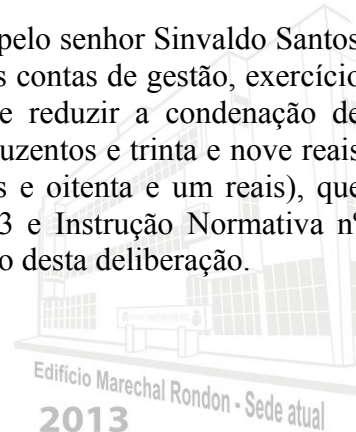 pelo senhor Sinvaldo Santos
s contas de gestão, exercício
e reduzir a condenação de
uzentos e trinta e nove reais
s e oitenta e um reais), que
3 e Instrução Normativa nº
o desta deliberação.
Edifício Marechal Rondon - Sede atual
2013